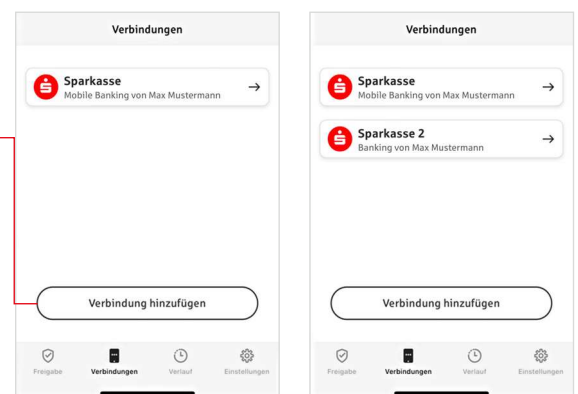 Verbindungen
Sparkasse
Mobile Banking von Max Mustermann
Verbindung hinzufügen
Freigabe Verbindungen Verlauf Einstellungen
Verbindungen
Sparkasse
Mobile Banking von Max Mustermann
Sparkasse 2
Banking von Max Mustermann
Verbindung hinzufügen
Freigabe Verbindungen Verlauf Einstellungen